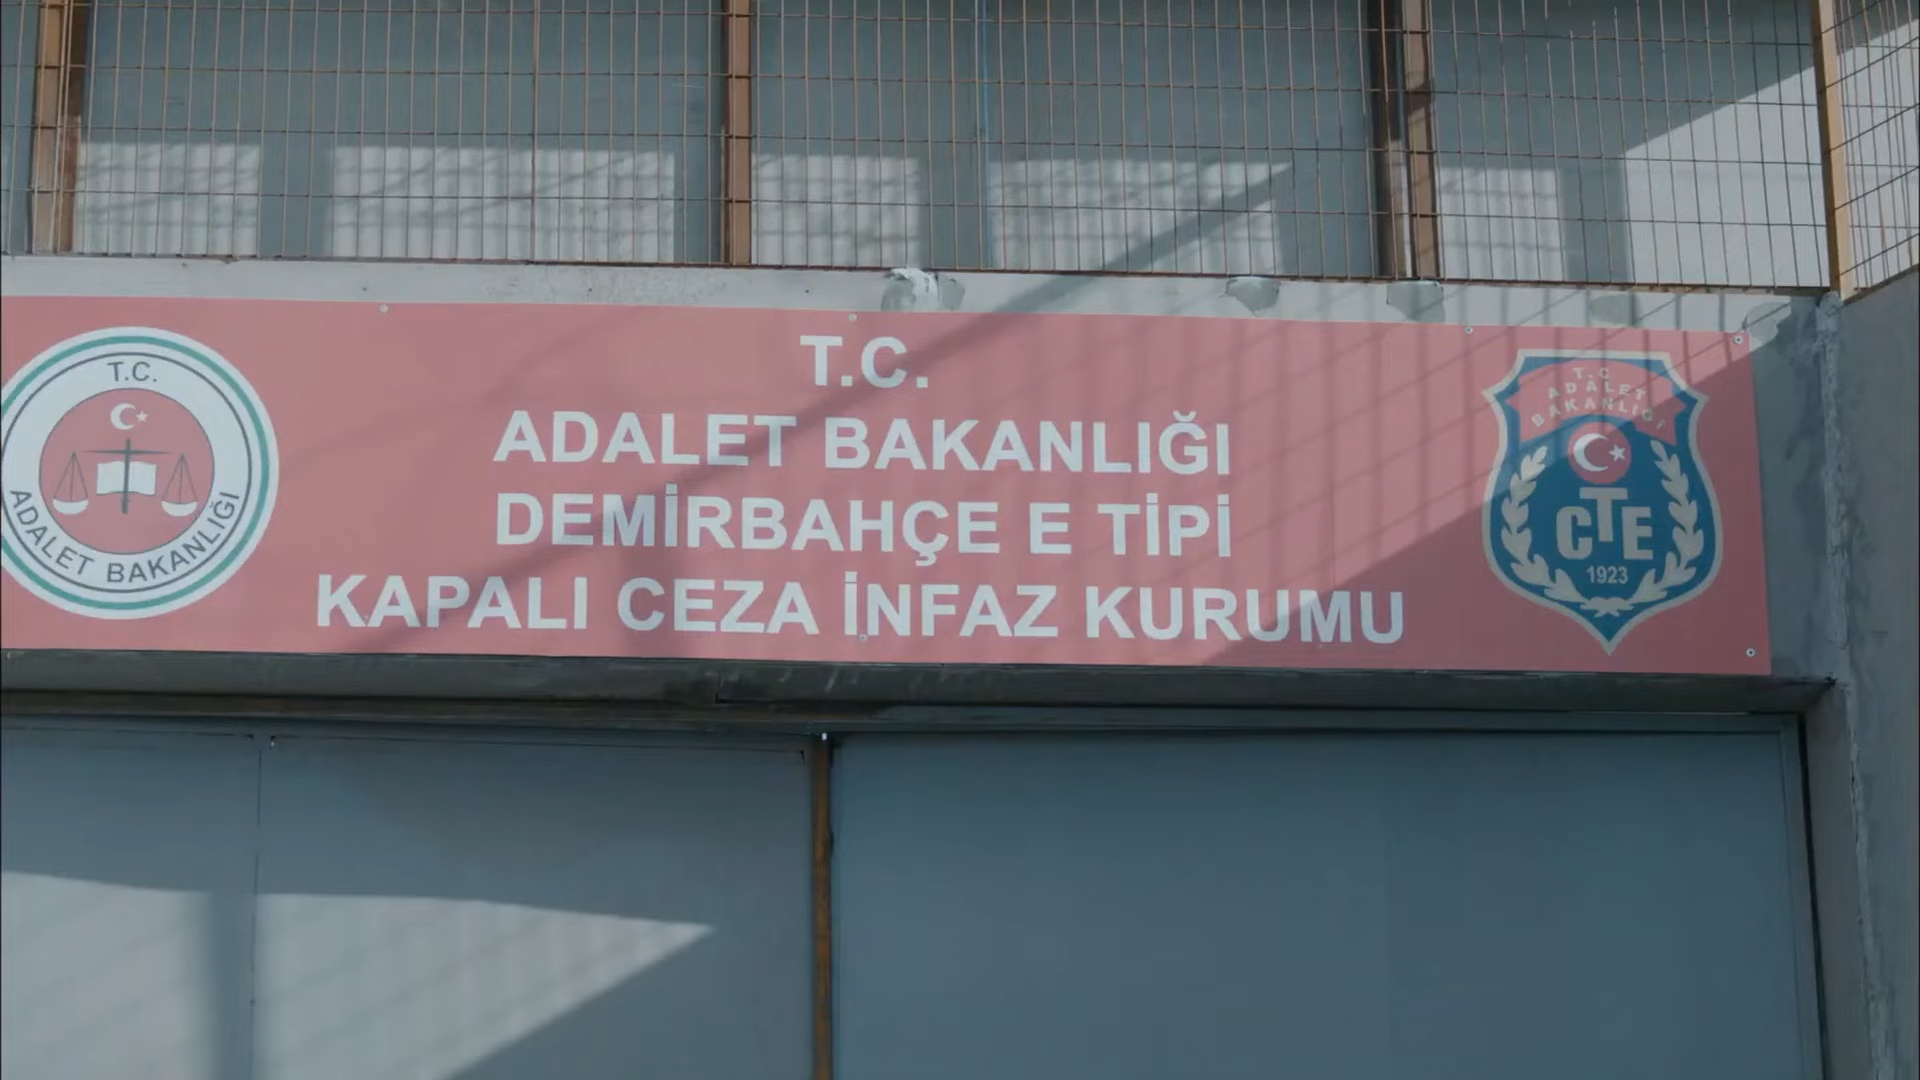 T.C.
ADALET BAKANLIĞI
T.C.
ADALET BAKANLIĞI
DEMİRBAHÇE E TİPİ
KAPALI CEZA İNFAZ KURUMU
T.C
ADALET
BAKANLIĞI
CTE
1923